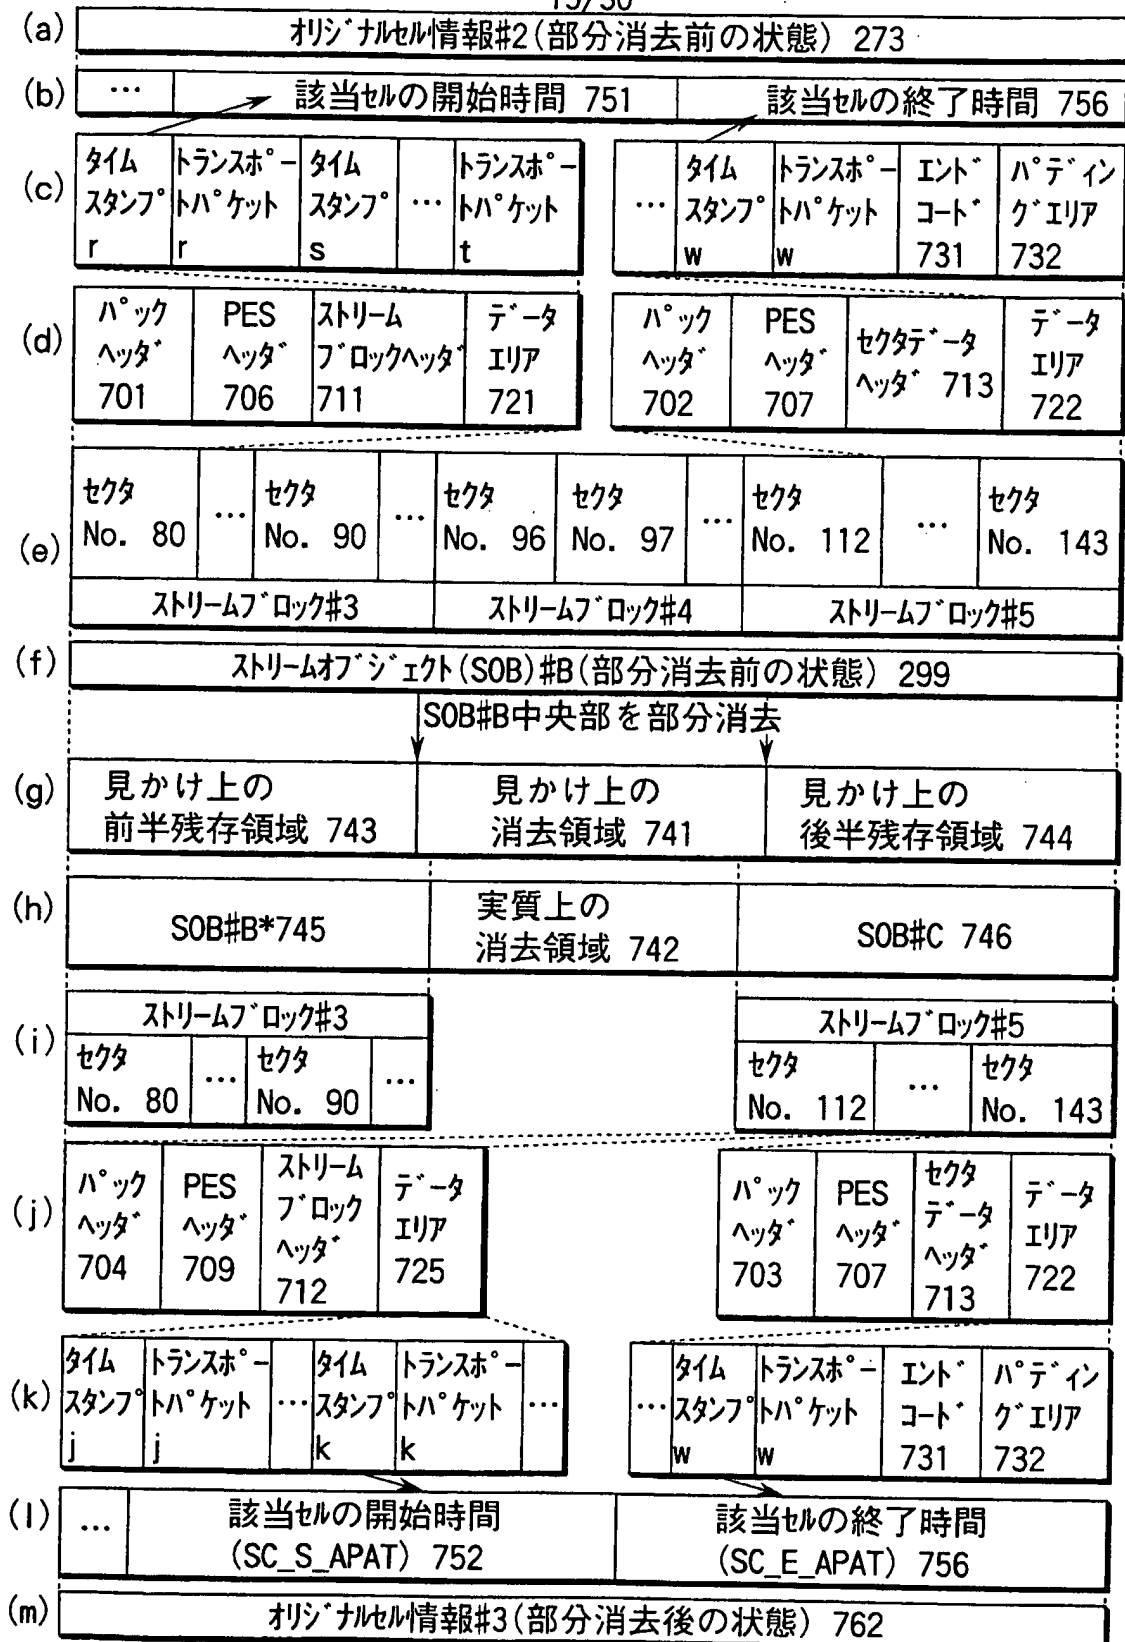 15/30
(a) オリジナルセル情報#2(部分消去前の状態) 273
(b) … 該当セルの開始時間 751 該当セルの終了時間 756
(c)
タイム
スタンプ
r
トランスポー
トパケット
r
タイム
スタンプ
s
…
トランスポー
トパケット
t
…
タイム
スタンプ
w
トランスポー
トパケット
w
エンド
コード
731
パディン
グエリア
732
(d)
パック
ヘッダ
701
PES
ヘッダ
706
ストリーム
ブロックヘッダ
711
データ
エリア
721
パック
ヘッダ
702
PES
ヘッダ
707
セクタデータ
ヘッダ 713
データ
エリア
722
(e)
セクタ
No. 80
…
セクタ
No. 90
…
セクタ
No. 96
セクタ
No. 97
…
セクタ
No. 112
…
セクタ
No. 143
ストリームブロック#3 ストリームブロック#4 ストリームブロック#5
(f) ストリームオブジェクト(SOB)#B(部分消去前の状態) 299
SOB#B中央部を部分消去
(g)
見かけ上の
前半残存領域 743
見かけ上の
消去領域 741
見かけ上の
後半残存領域 744
(h)
SOB#B*745
実質上の
消去領域 742
SOB#C 746
(i)
ストリームブロック#3
セクタ
No. 80
…
セクタ
No. 90
…
ストリームブロック#5
セクタ
No. 112
…
セクタ
No. 143
(j)
パック
ヘッダ
704
PES
ヘッダ
709
ストリーム
ブロック
ヘッダ
712
データ
エリア
725
パック
ヘッダ
703
PES
ヘッダ
707
セクタ
データ
ヘッダ
713
データ
エリア
722
(k)
タイム
スタンプ
j
トランスポー
トパケット
j
…
タイム
スタンプ
k
トランスポー
トパケット
k
…
…
タイム
スタンプ
w
トランスポー
トパケット
w
エンド
コード
731
パディン
グエリア
732
(l)
…
該当セルの開始時間
(SC_S_APAT) 752
該当セルの終了時間
(SC_E_APAT) 756
(m) オリジナルセル情報#3(部分消去後の状態) 762